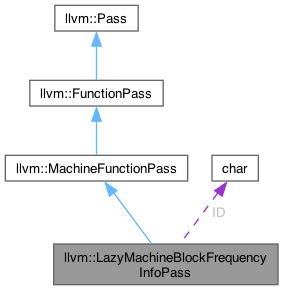 llvm::Pass
llvm::FunctionPass
llvm::MachineFunctionPass
char
ID
llvm::LazyMachineBlockFrequency
InfoPass